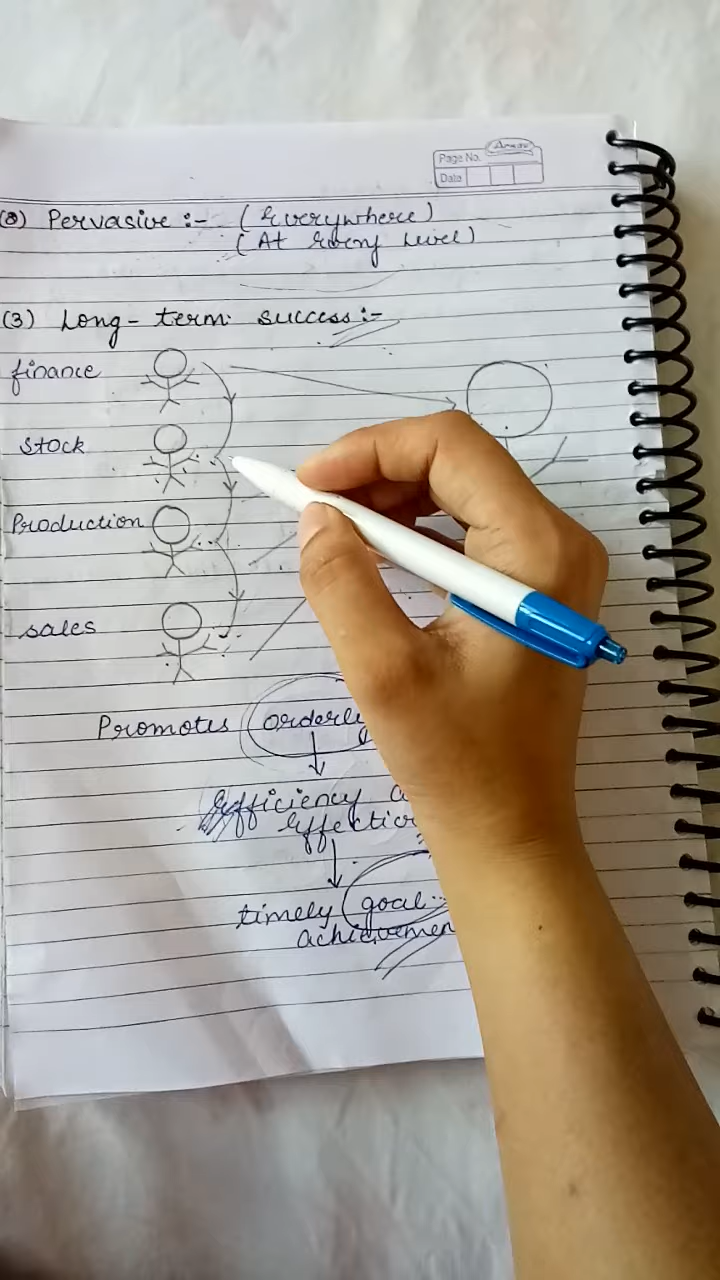 Page No. Arnav
Date
(2) Pervasive :- (Everywhere)
(At every level)
(3) Long-term success :-
finance
stock
Production
sales
Promotes
Efficiency
timely goal